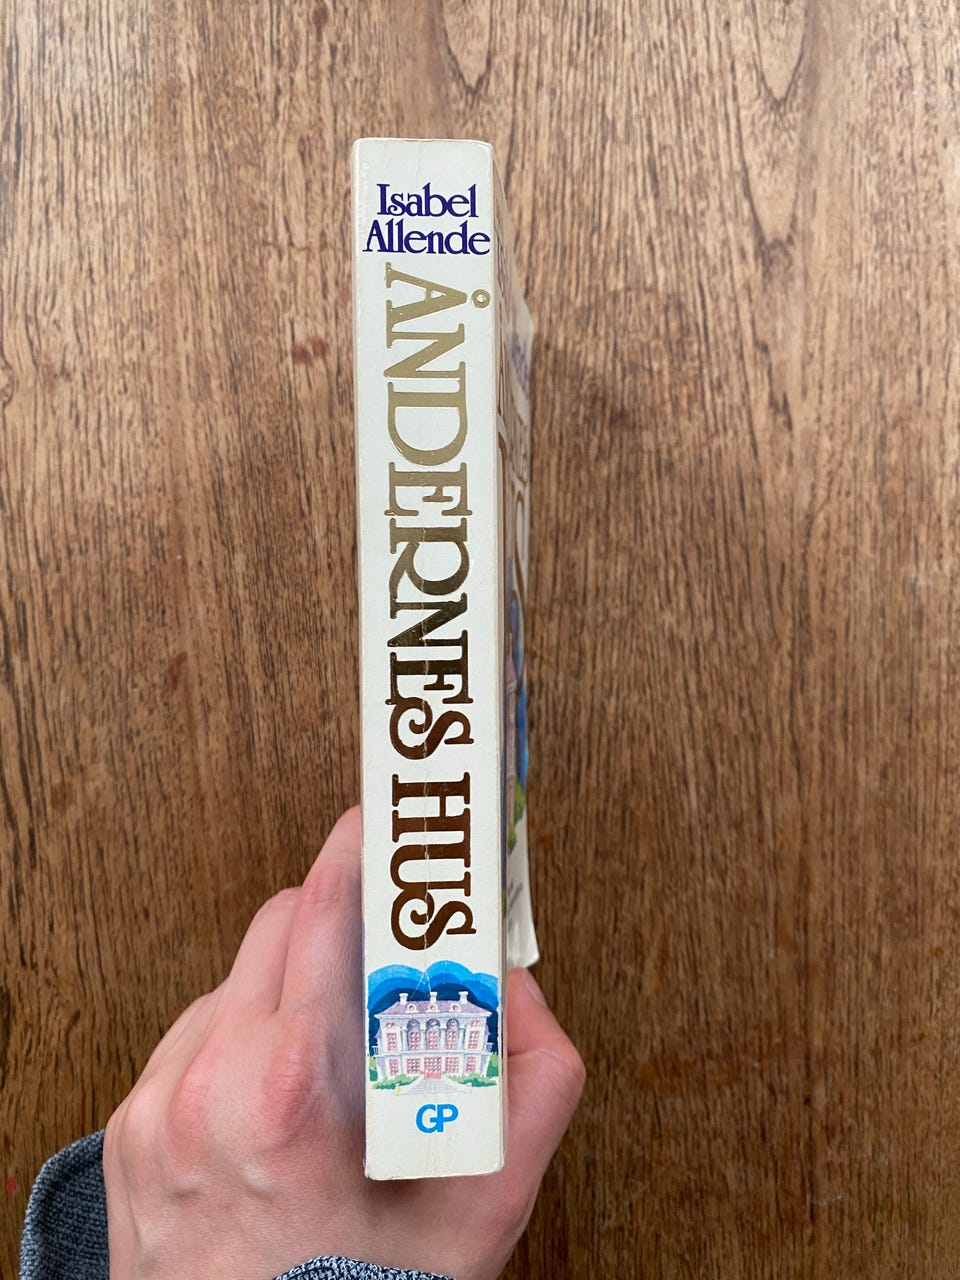 Isabel
Allende
ÅNDERNES HUS
GP